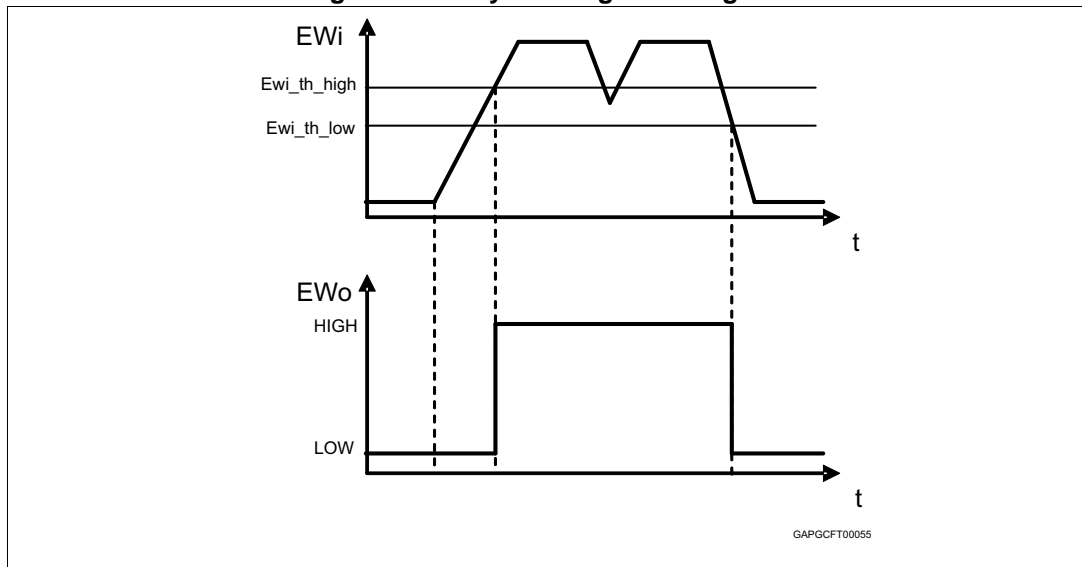 EWi
Ewi_th_high
Ewi_th_low
t
EWo
HIGH
LOW
t
GAPGCFT00055